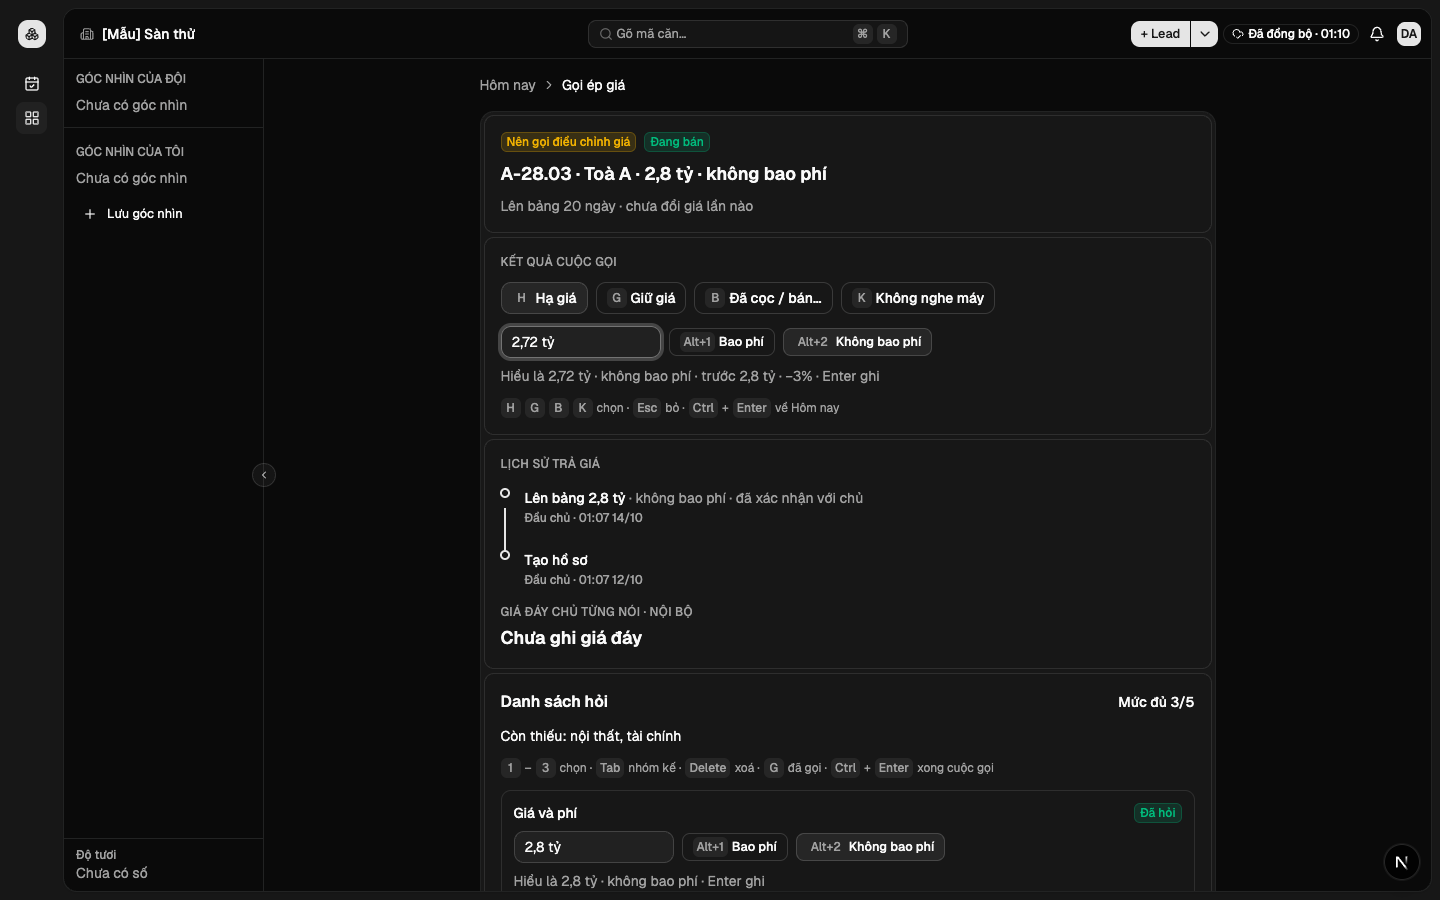 [Mẫu] Sàn thử
Gõ mã căn...
⌘ K
+ Lead
Đã đồng bộ · 01:10
DA
GÓC NHÌN CỦA ĐỘI
Chưa có góc nhìn
GÓC NHÌN CỦA TÔI
Chưa có góc nhìn
+ Lưu góc nhìn
Độ tươi
Chưa có số
Hôm nay > Gọi ép giá
Nên gọi điều chỉnh giá Đang bán
A-28.03 · Toà A · 2,8 tỷ · không bao phí
Lên bảng 20 ngày · chưa đổi giá lần nào
KẾT QUẢ CUỘC GỌI
H Hạ giá G Giữ giá B Đã cọc / bán... K Không nghe máy
2,72 tỷ Alt+1 Bao phí Alt+2 Không bao phí
Hiểu là 2,72 tỷ · không bao phí · trước 2,8 tỷ · −3% · Enter ghi
H G B K chọn · Esc bỏ · Ctrl + Enter về Hôm nay
LỊCH SỬ TRẢ GIÁ
Lên bảng 2,8 tỷ · không bao phí · đã xác nhận với chủ
Đầu chủ · 01:07 14/10
Tạo hồ sơ
Đầu chủ · 01:07 12/10
GIÁ ĐÁY CHỦ TỪNG NÓI · NỘI BỘ
Chưa ghi giá đáy
Danh sách hỏi Mức đủ 3/5
Còn thiếu: nội thất, tài chính
1 – 3 chọn · Tab nhóm kế · Delete xoá · G đã gọi · Ctrl + Enter xong cuộc gọi
Giá và phí Đã hỏi
2,8 tỷ Alt+1 Bao phí Alt+2 Không bao phí
Hiểu là 2,8 tỷ · không bao phí · Enter ghi
N